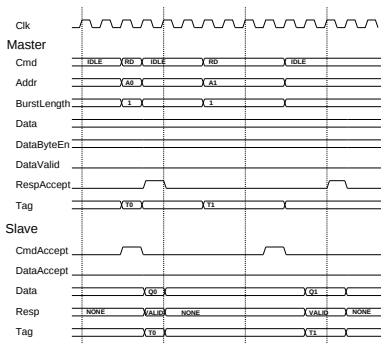 Clk
Master
Cmd IDLE RD IDLE RD IDLE
Addr A0 A1
BurstLength 1 1
Data
DataByteEn
DataValid
RespAccept
Tag T0 T1
Slave
CmdAccept
DataAccept
Data Q0 Q1
Resp NONE VALID NONE VALID NONE
Tag T0 T1